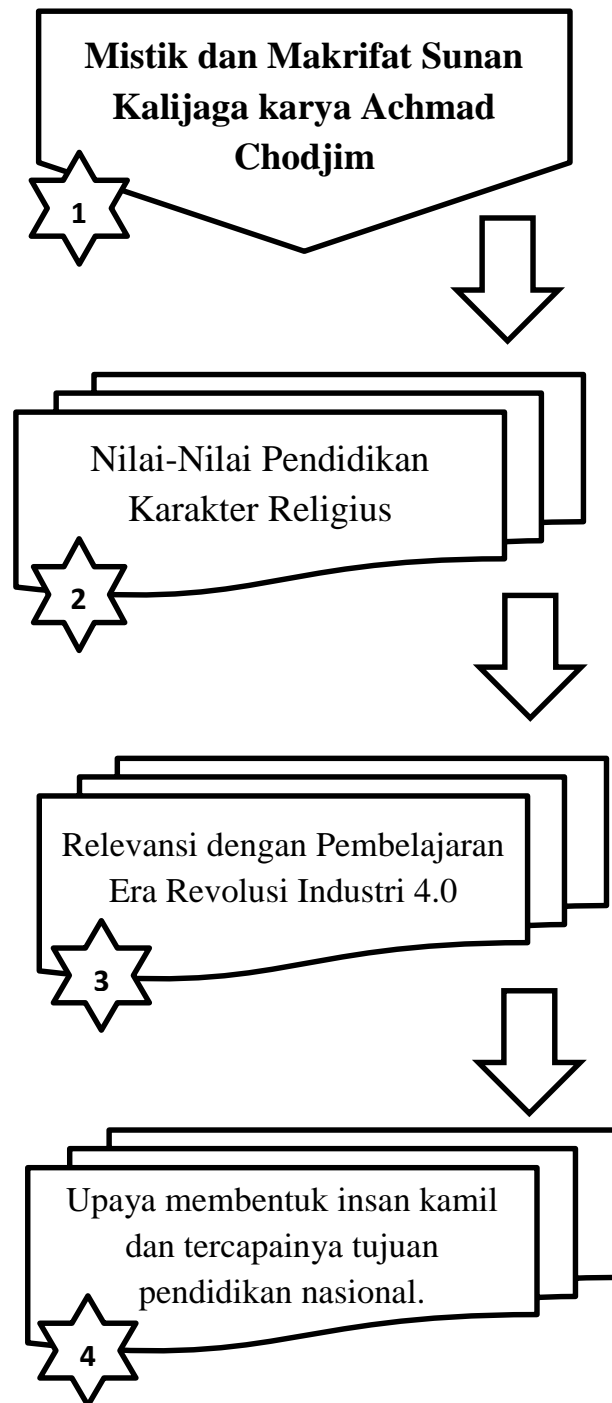 Mistik dan Makrifat Sunan
Kalijaga karya Achmad
Chodjim
1
Nilai-Nilai Pendidikan
Karakter Religius
2
Relevansi dengan Pembelajaran
Era Revolusi Industri 4.0
3
Upaya membentuk insan kamil
dan tercapainya tujuan
pendidikan nasional.
4